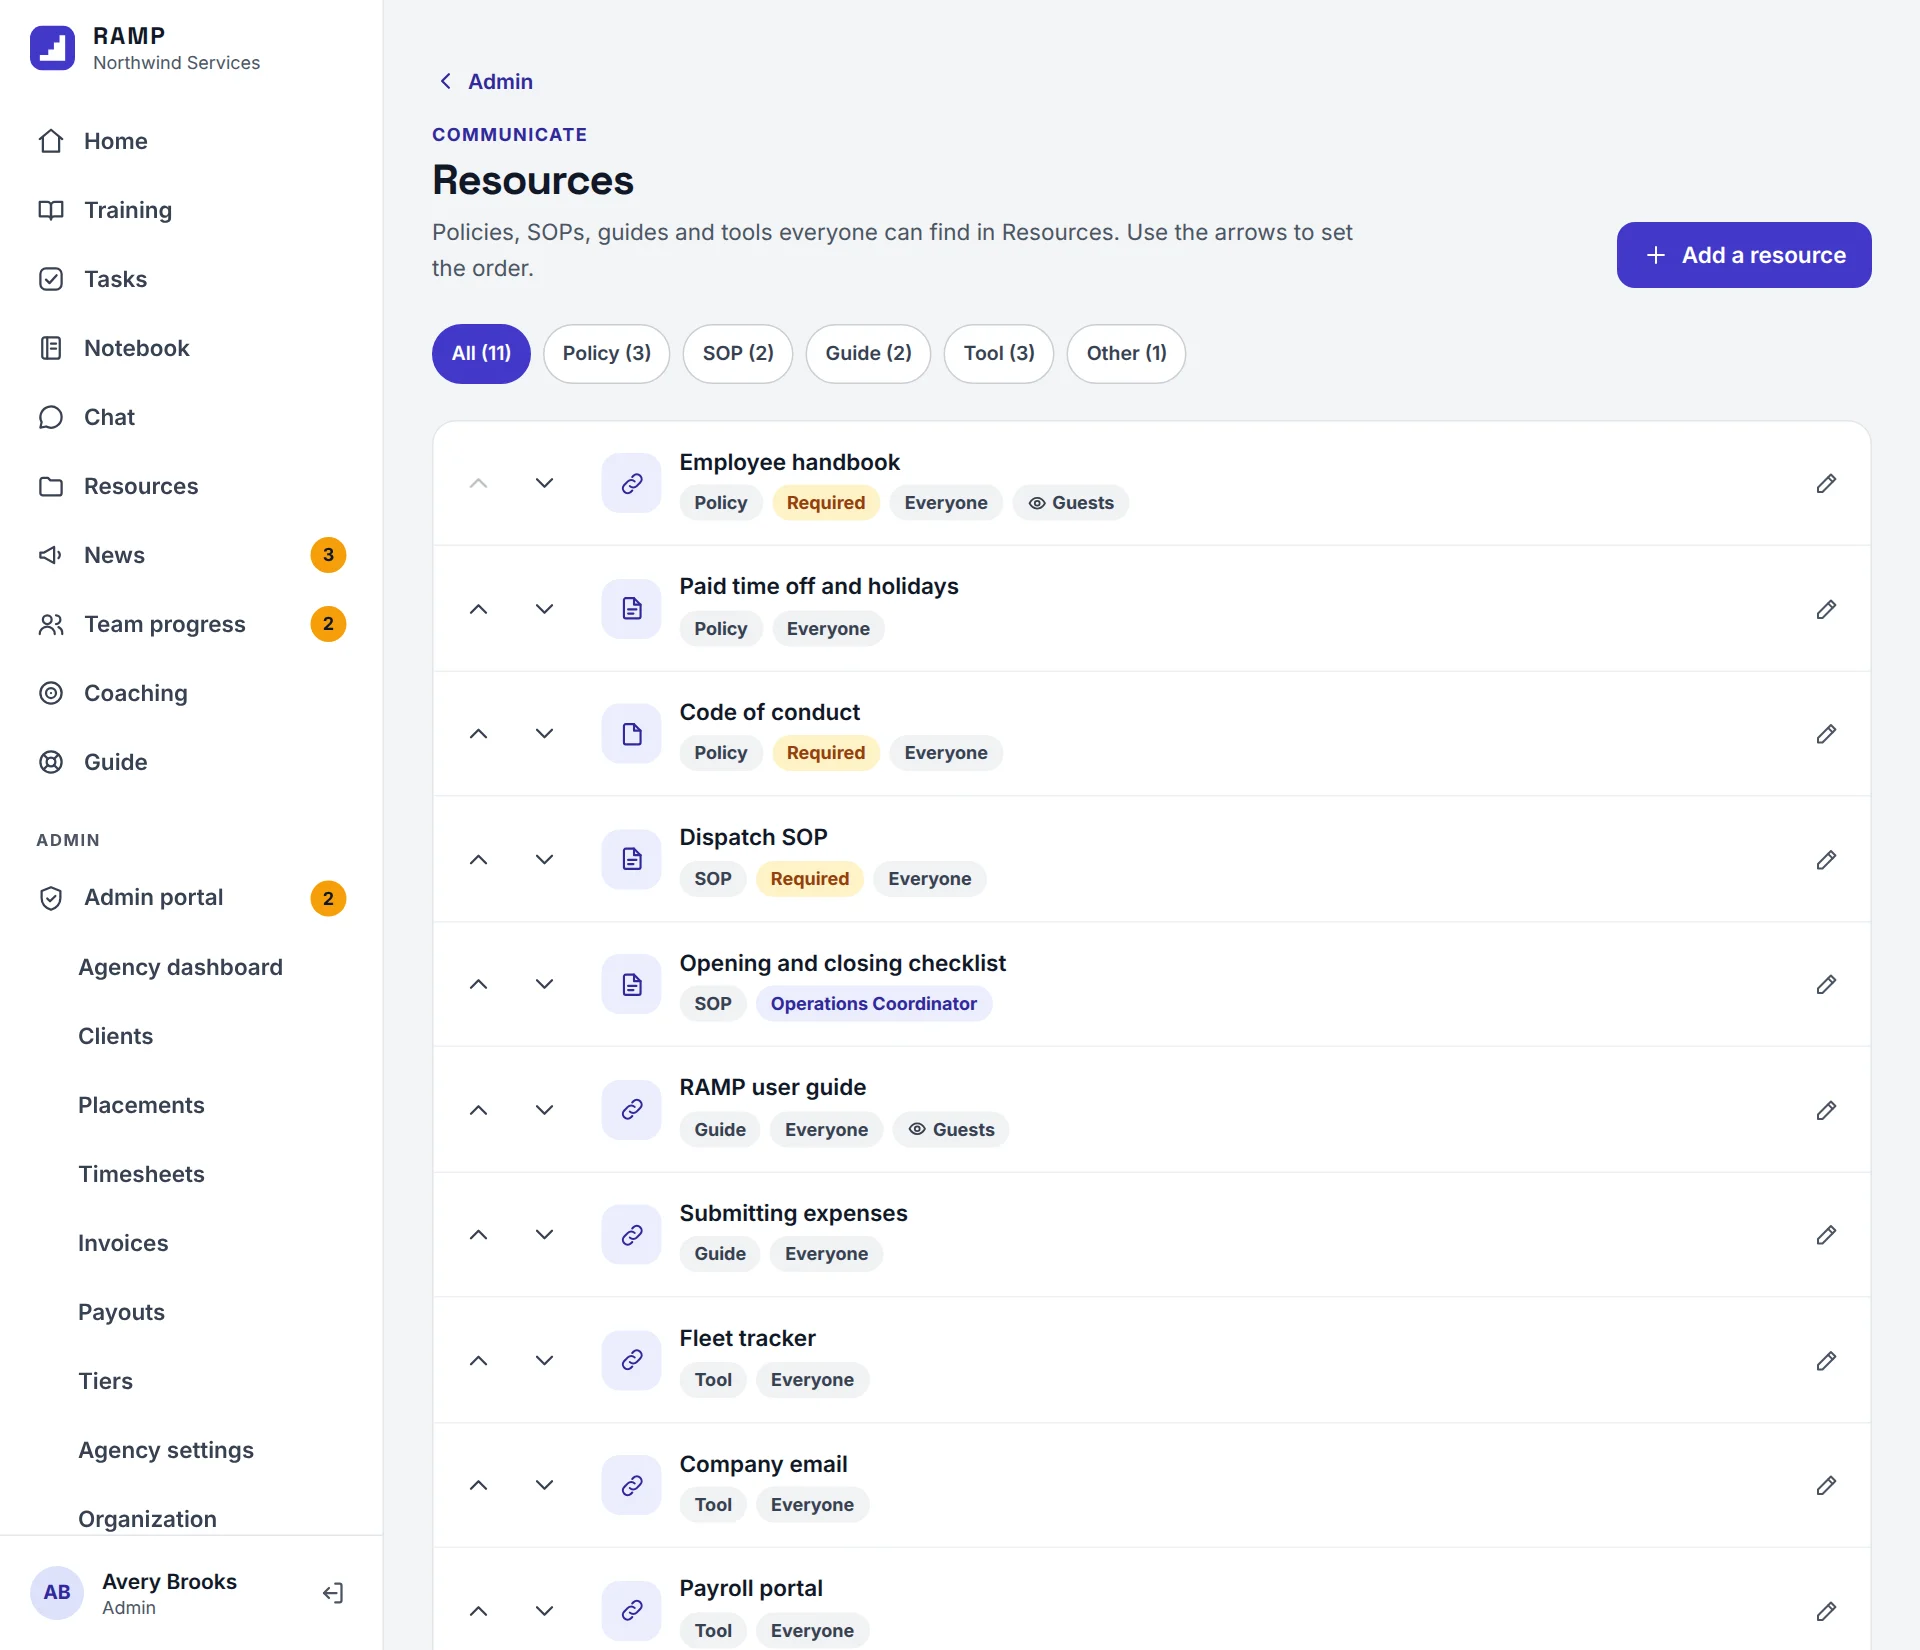 RAMP
Northwind Services
Home
Training
Tasks
Notebook
Chat
Resources
News 3
Team progress 2
Coaching
Guide
ADMIN
Admin portal 2
Agency dashboard
Clients
Placements
Timesheets
Invoices
Payouts
Tiers
Agency settings
Organization
AB
Avery Brooks
Admin
Admin
COMMUNICATE
Resources
Policies, SOPs, guides and tools everyone can find in Resources. Use the arrows to set
the order.
Add a resource
All (11) Policy (3) SOP (2) Guide (2) Tool (3) Other (1)
Employee handbook
Policy Required Everyone Guests
Paid time off and holidays
Policy Everyone
Code of conduct
Policy Required Everyone
Dispatch SOP
SOP Required Everyone
Opening and closing checklist
SOP Operations Coordinator
RAMP user guide
Guide Everyone Guests
Submitting expenses
Guide Everyone
Fleet tracker
Tool Everyone
Company email
Tool Everyone
Payroll portal
Tool Everyone